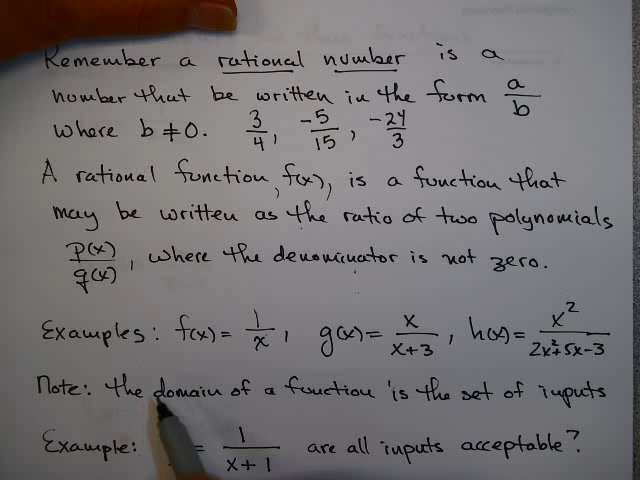 Remember a rational number is a
number that be written in the form a/b
where b ≠ 0. 3/4, -5/15, -24/3
A rational function, f(x), is a function that
may be written as the ratio of two polynomials
p(x)/q(x), where the denominator is not zero.
Examples: f(x) = 1/x, g(x) = x/(x+3), h(x) = x²/(2x²+5x-3)
Note: the domain of a function is the set of inputs
Example: = 1/(x+1) are all inputs acceptable?